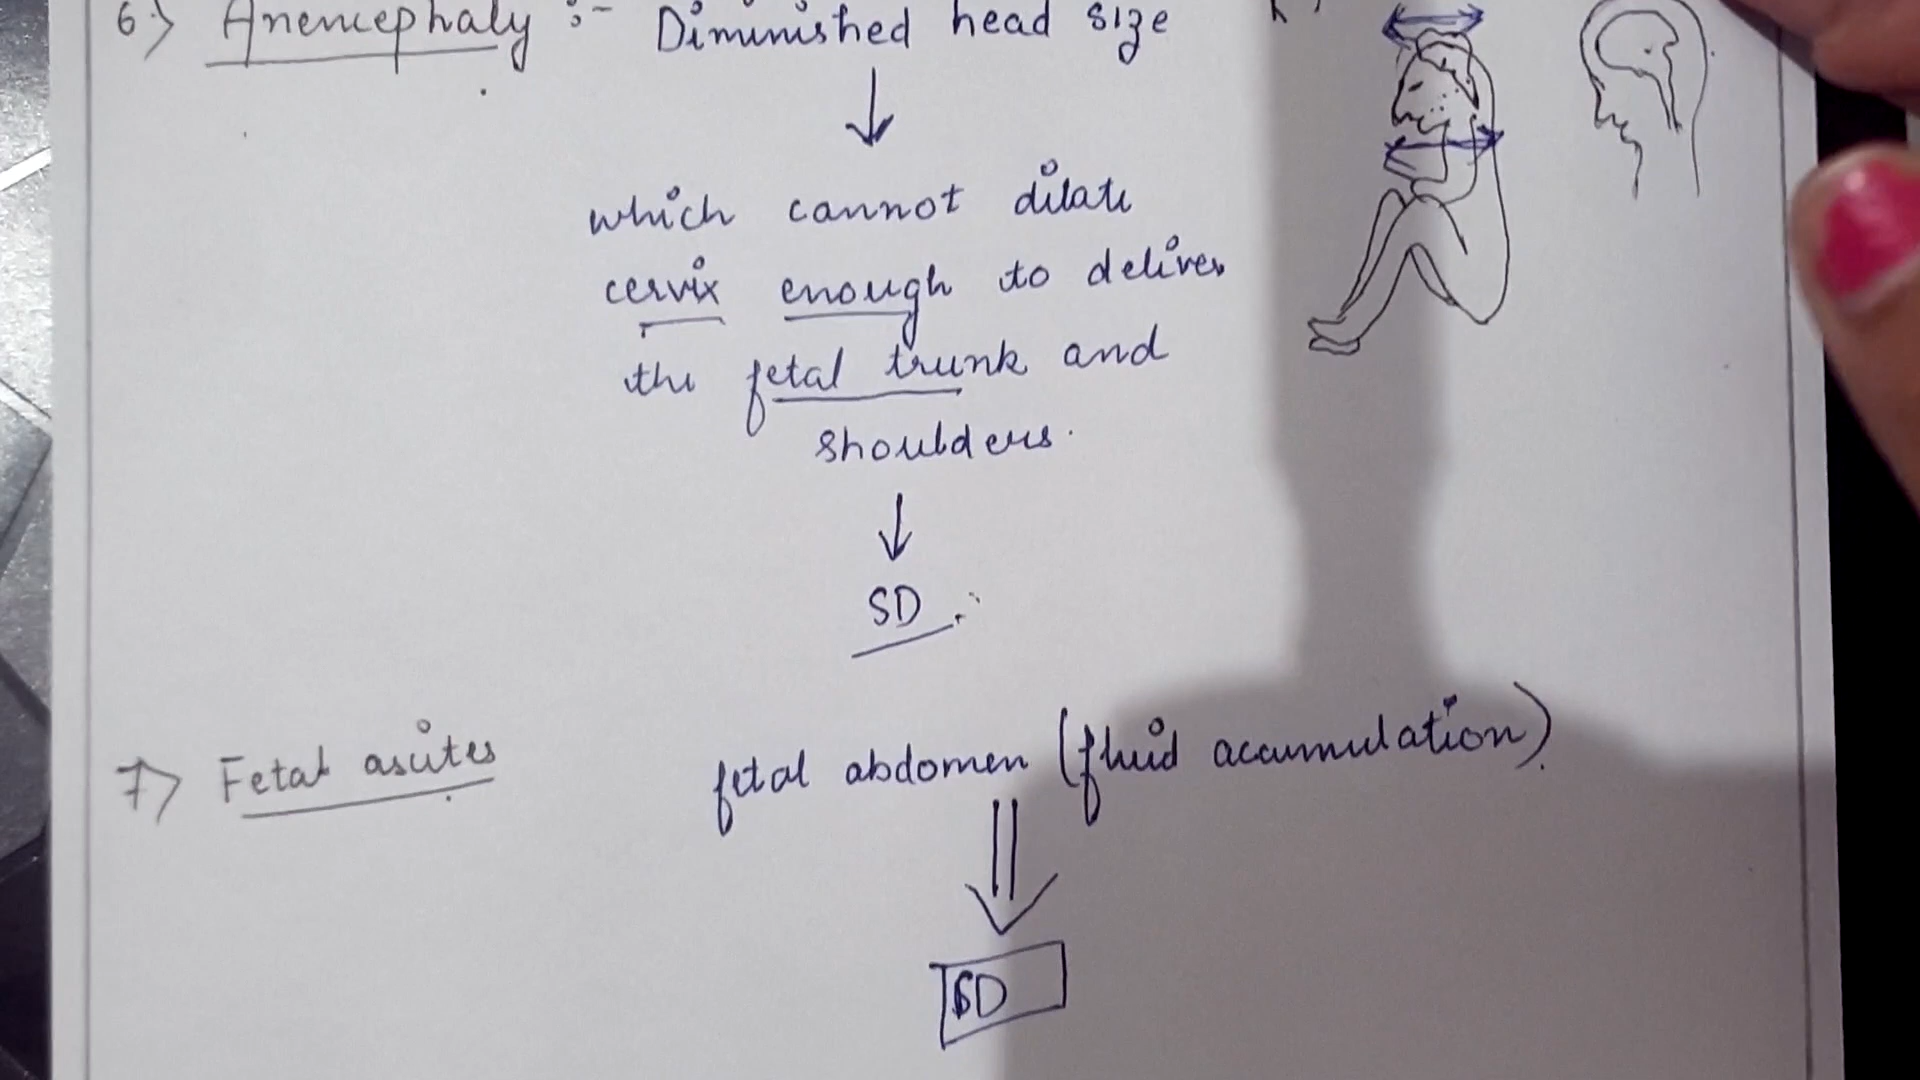 6) Anencephaly :- Diminished head size
↓
which cannot dilate
cervix enough to deliver
the fetal trunk and
shoulders.
↓
SD
7) Fetal ascites fetal abdomen (fluid accumulation)
⇓
SD